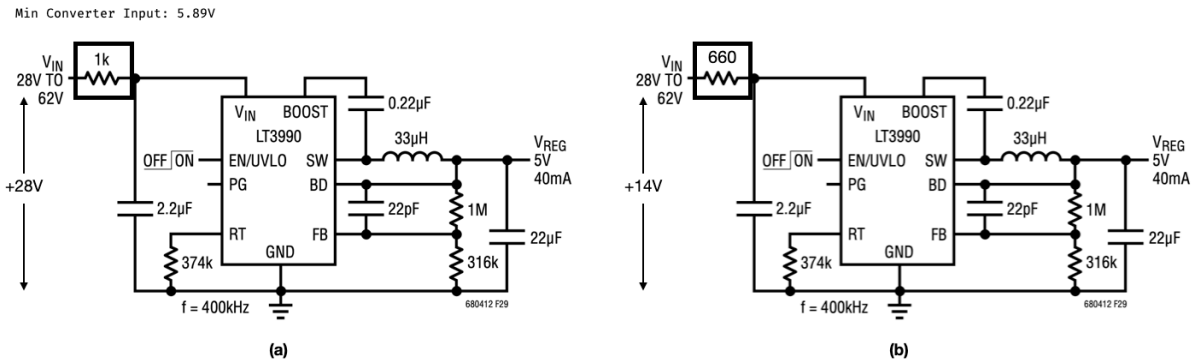 Min Converter Input: 5.89V
VIN
28V TO
62V
1k
+28V
VIN
BOOST
LT3990
EN/UVLO
SW
PG
BD
RT
FB
GND
OFF ON
0.22µF
33µH
VREG
5V
40mA
2.2µF
22pF
1M
22µF
374k
316k
f = 400kHz
680412 F29
(a)
VIN
28V TO
62V
660
+14V
VIN
BOOST
LT3990
EN/UVLO
SW
PG
BD
RT
FB
GND
OFF ON
0.22µF
33µH
VREG
5V
40mA
2.2µF
22pF
1M
22µF
374k
316k
f = 400kHz
680412 F29
(b)